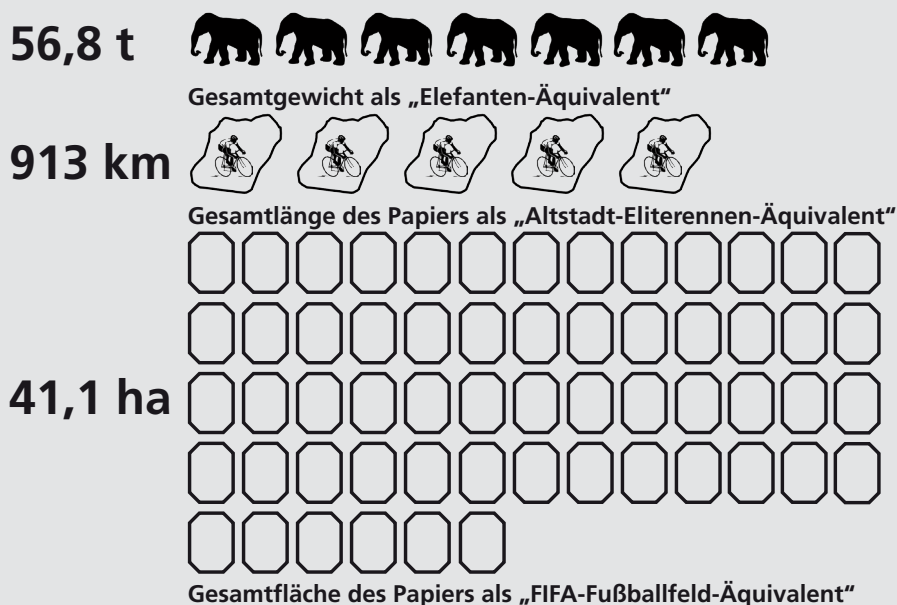 56,8 t
Gesamtgewicht als „Elefanten-Äquivalent“
913 km
Gesamtlänge des Papiers als „Altstadt-Eliterennen-Äquivalent“
41,1 ha
Gesamtfläche des Papiers als „FIFA-Fußballfeld-Äquivalent“